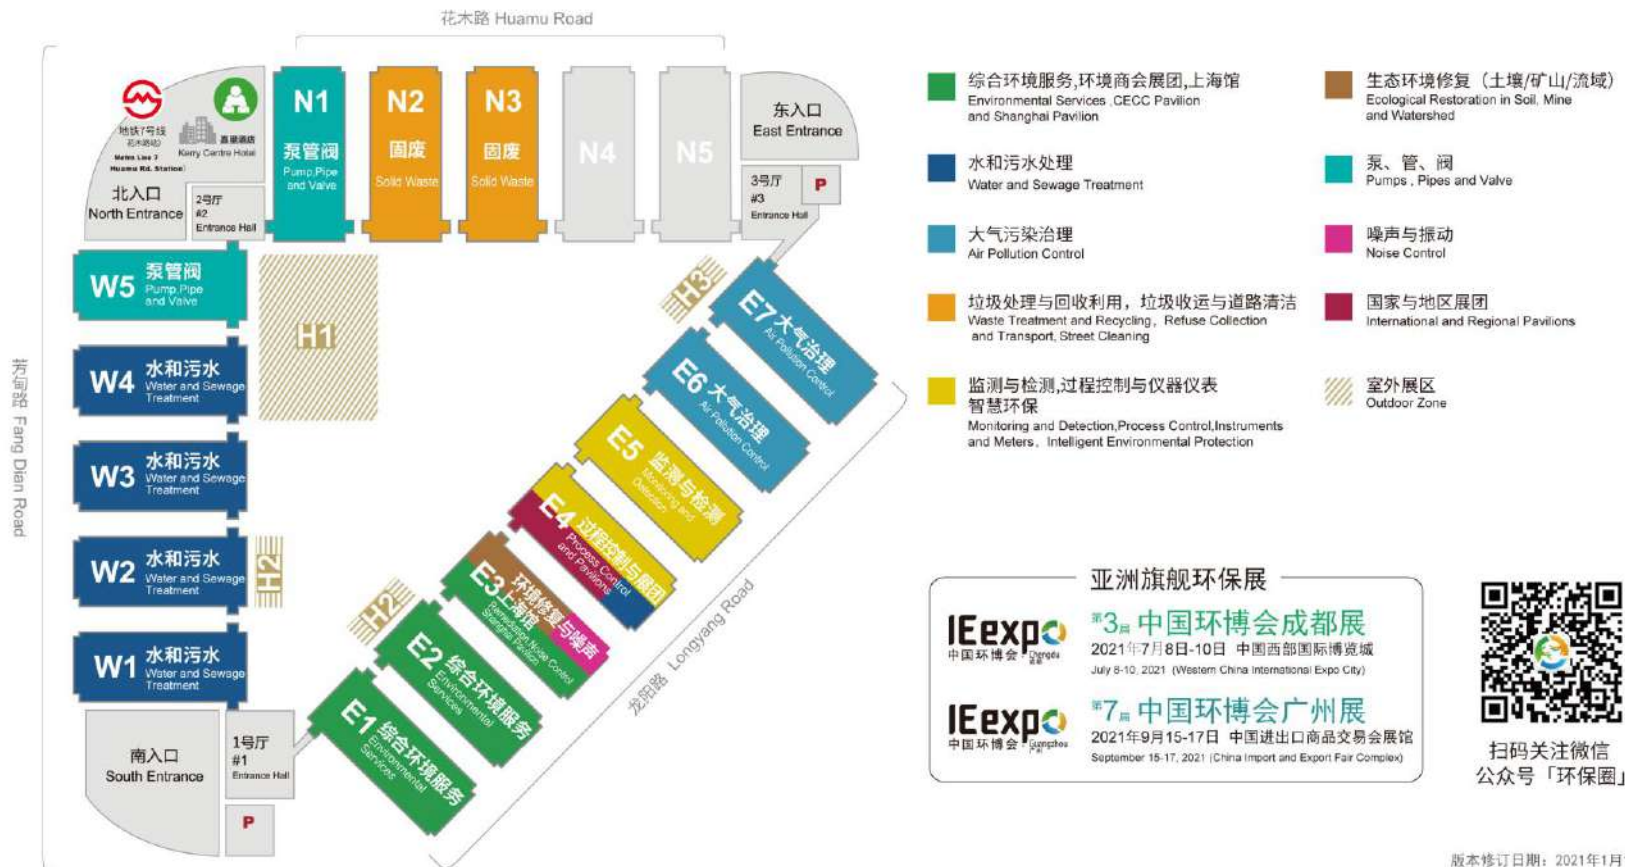 花木路 Huamu Road
地铁7号线
花木路站)
Metro Line 7
Huamu Rd. Station)
嘉里酒店
Kerry Centre Hotel
北入口
North Entrance
2号厅
#2
Entrance Hall
N1
泵管阀
Pump,Pipe
and Valve
N2
固废
Solid Waste
N3
固废
Solid Waste
N4
N5
东入口
East Entrance
3号厅
#3
Entrance Hall
P
W5
泵管阀
Pump,Pipe
and Valve
H1
W4
水和污水
Water and Sewage
Treatment
W3
水和污水
Water and Sewage
Treatment
W2
水和污水
Water and Sewage
Treatment
H2
W1
水和污水
Water and Sewage
Treatment
芳甸路 Fang Dian Road
南入口
South Entrance
1号厅
#1
Entrance Hall
P
H3
E7
大气治理
Air Pollution Control
E6
大气治理
Air Pollution Control
E5
监测与检测
Monitoring and
Detection
E4
过程控制与展团
Process Control
and Pavilions
E3
环境修复与噪声
上海馆
Remediation,Noise Control
Shanghai Pavilion
H2
E2
综合环境服务
Environmental
Services
E1
综合环境服务
Environmental
Services
龙阳路 Longyang Road
综合环境服务,环境商会展团,上海馆
Environmental Services ,CECC Pavilion
and Shanghai Pavilion
水和污水处理
Water and Sewage Treatment
大气污染治理
Air Pollution Control
垃圾处理与回收利用，垃圾收运与道路清洁
Waste Treatment and Recycling，Refuse Collection
and Transport, Street Cleaning
监测与检测,过程控制与仪器仪表
智慧环保
Monitoring and Detection,Process Control,Instruments
and Meters，Intelligent Environmental Protection
生态环境修复（土壤/矿山/流域）
Ecological Restoration in Soil, Mine
and Watershed
泵、管、阀
Pumps , Pipes and Valve
噪声与振动
Noise Control
国家与地区展团
International and Regional Pavilions
室外展区
Outdoor Zone
亚洲旗舰环保展
IEexpo
中国环博会·Chengdu
成都
第3届 中国环博会成都展
2021年7月8日-10日 中国西部国际博览城
July 8-10, 2021 (Western China International Expo City)
IEexpo
中国环博会·Guangzhou
广州
第7届 中国环博会广州展
2021年9月15-17日 中国进出口商品交易会展馆
September 15-17, 2021 (China Import and Export Fair Complex)
扫码关注微信
公众号「环保圈」
版本修订日期：2021年1月